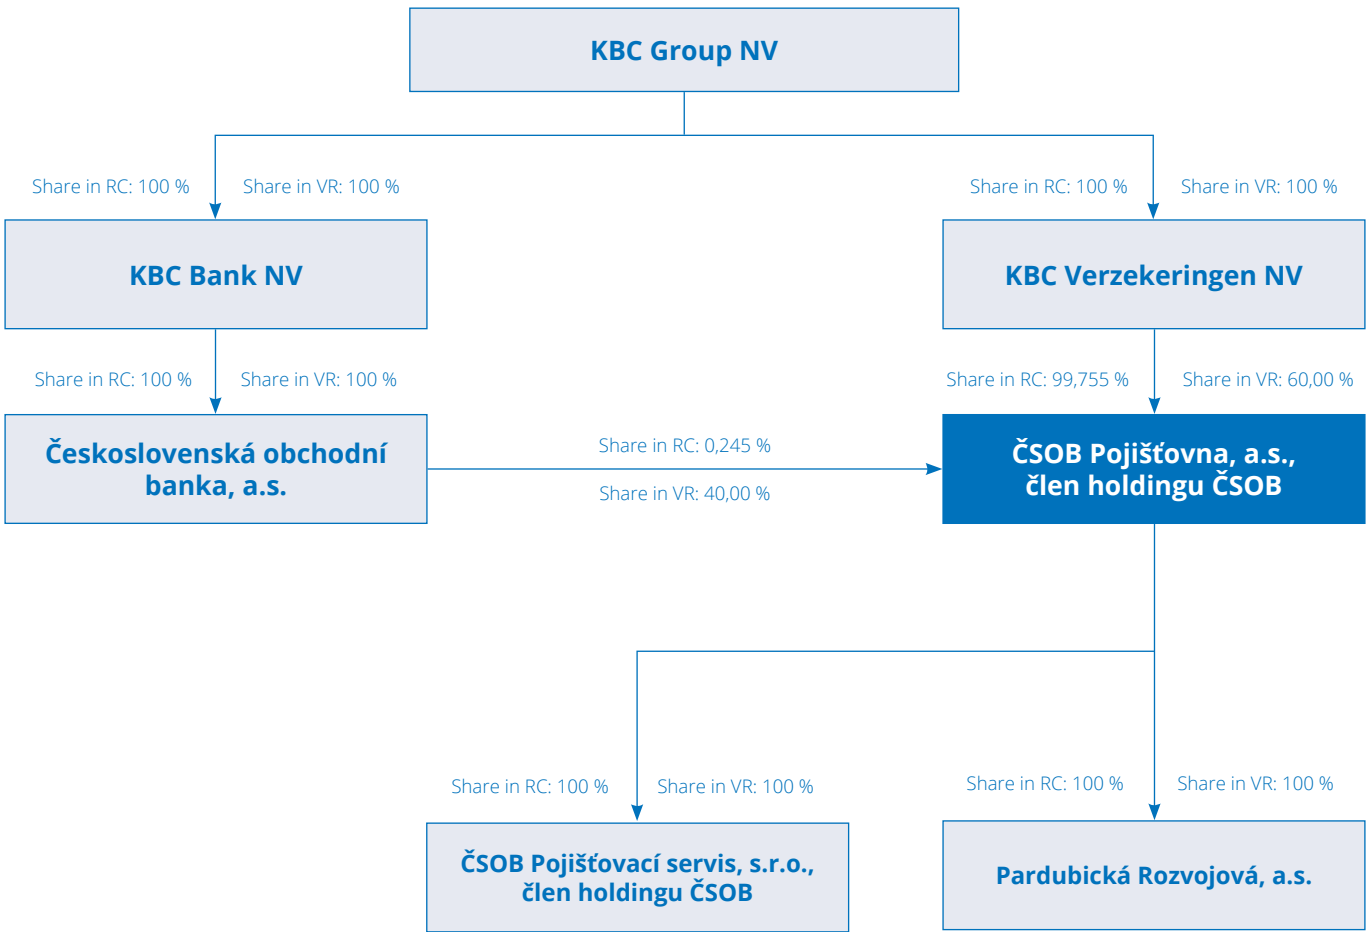 KBC Group NV
Share in RC: 100 %
Share in VR: 100 %
Share in RC: 100 %
Share in VR: 100 %
KBC Bank NV
KBC Verzekeringen NV
Share in RC: 100 %
Share in VR: 100 %
Share in RC: 99,755 %
Share in VR: 60,00 %
Československá obchodní
banka, a.s.
Share in RC: 0,245 %
Share in VR: 40,00 %
ČSOB Pojišťovna, a.s.,
člen holdingu ČSOB
Share in RC: 100 %
Share in VR: 100 %
Share in RC: 100 %
Share in VR: 100 %
ČSOB Pojišťovací servis, s.r.o.,
člen holdingu ČSOB
Pardubická Rozvojová, a.s.